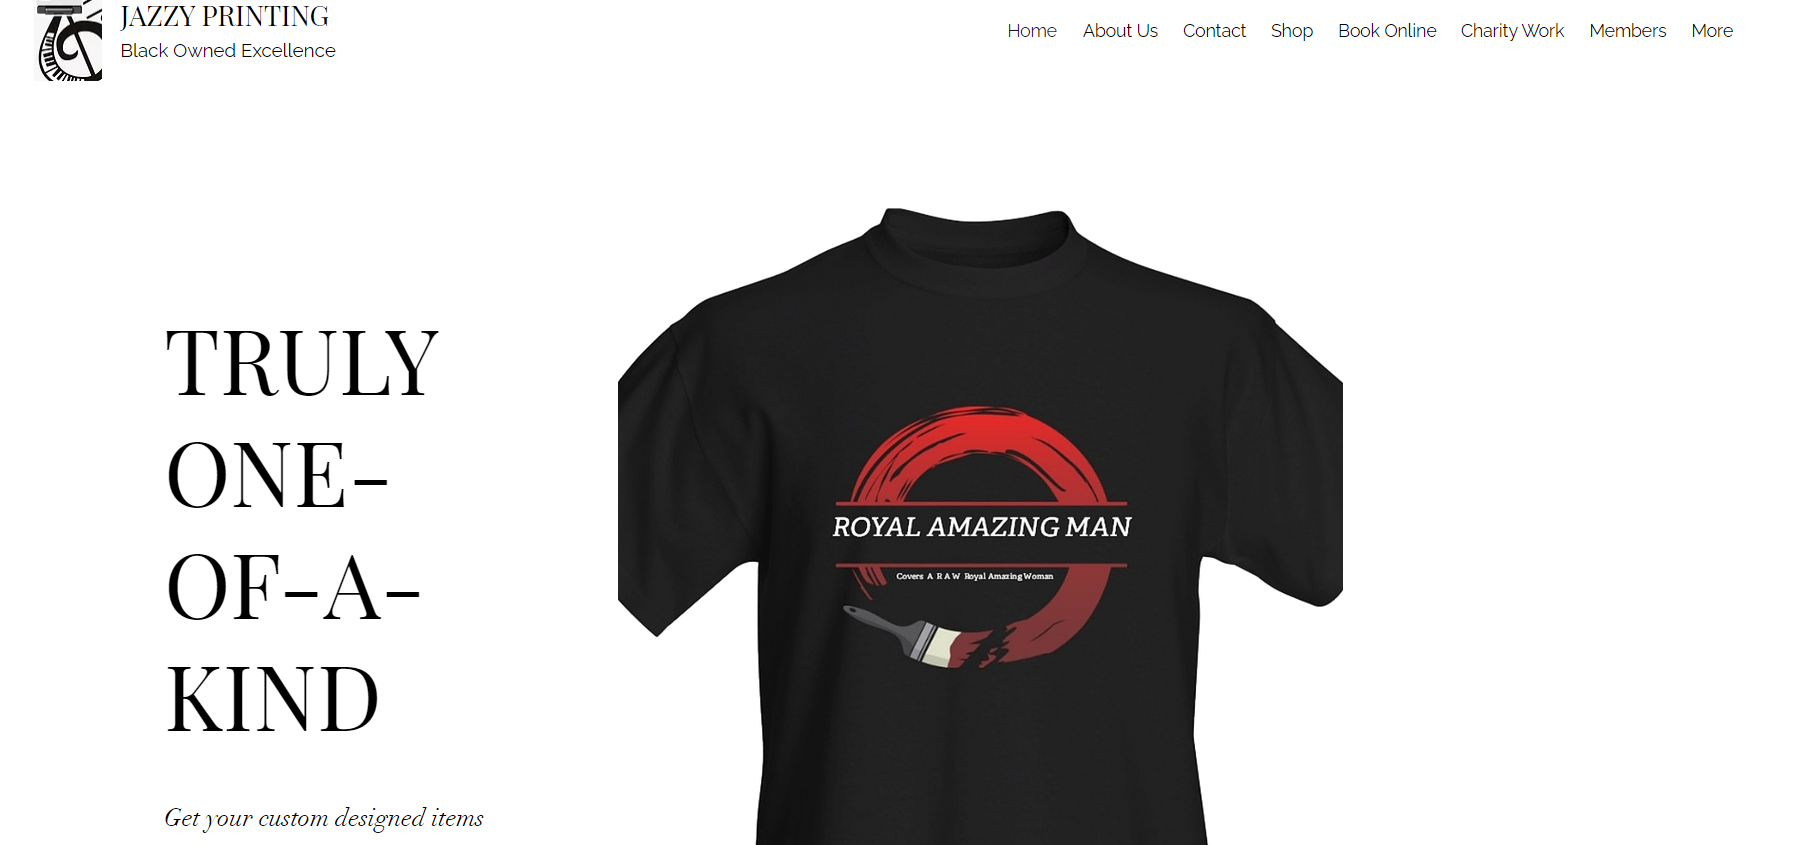 JAZZY PRINTING
Black Owned Excellence
Home About Us Contact Shop Book Online Charity Work Members More
TRULY
ONE-
OF-A-
KIND
Get your custom designed items
ROYAL AMAZING MAN
Covers A R A W Royal Amazing Woman